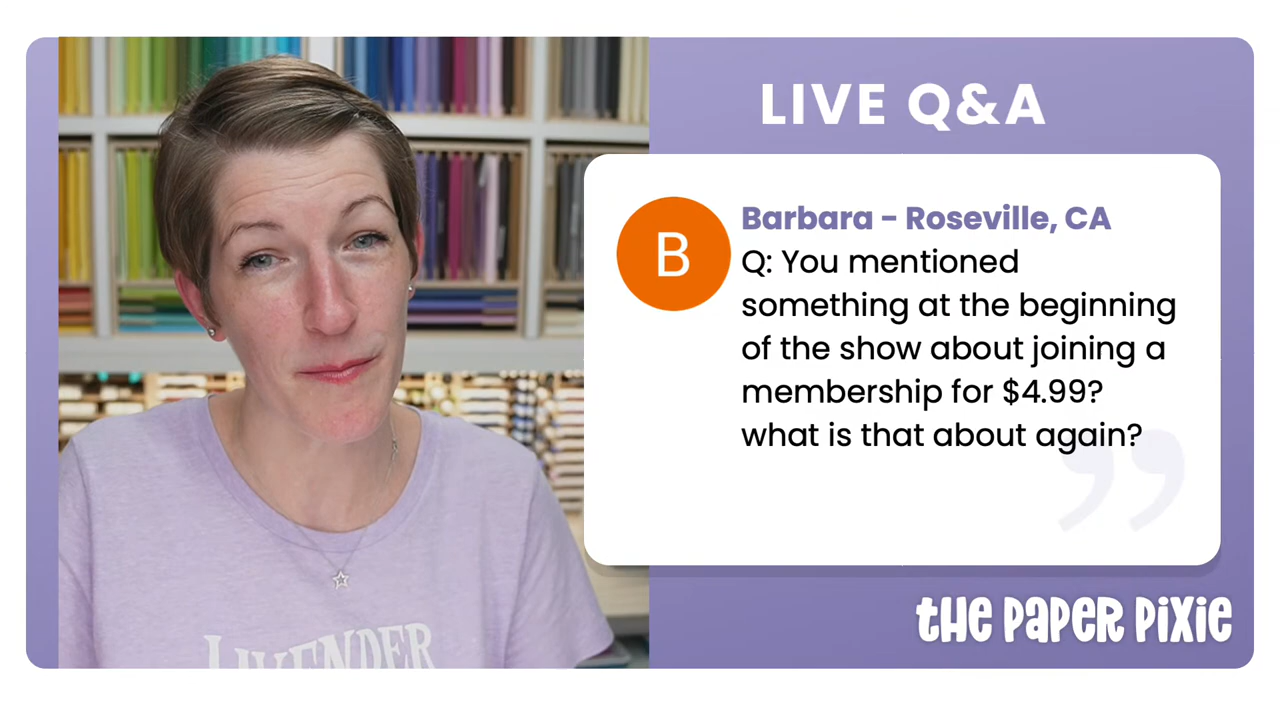 LIVE Q&A
B
Barbara - Roseville, CA
Q: You mentioned
something at the beginning
of the show about joining a
membership for $4.99?
what is that about again?
the PAPER PiXiE
LAVENDER